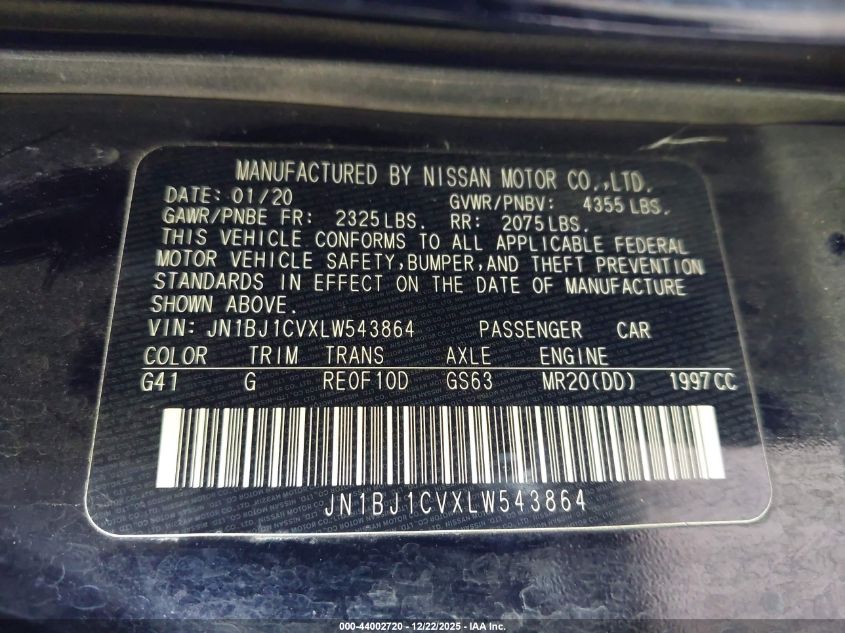 MANUFACTURED BY NISSAN MOTOR CO.,LTD.
DATE: 01/20 GVWR/PNBV: 4355 LBS.
GAWR/PNBE FR: 2325 LBS. RR: 2075 LBS.
THIS VEHICLE CONFORMS TO ALL APPLICABLE FEDERAL
MOTOR VEHICLE SAFETY,BUMPER,AND THEFT PREVENTION
STANDARDS IN EFFECT ON THE DATE OF MANUFACTURE
SHOWN ABOVE.
VIN: JN1BJ1CVXLW543864 PASSENGER CAR
COLOR TRIM TRANS AXLE ENGINE
G41 G RE0F10D GS63 MR20(DD) 1997CC
JN1BJ1CVXLW543864
000-44002720 - 12/22/2025 - IAA Inc.